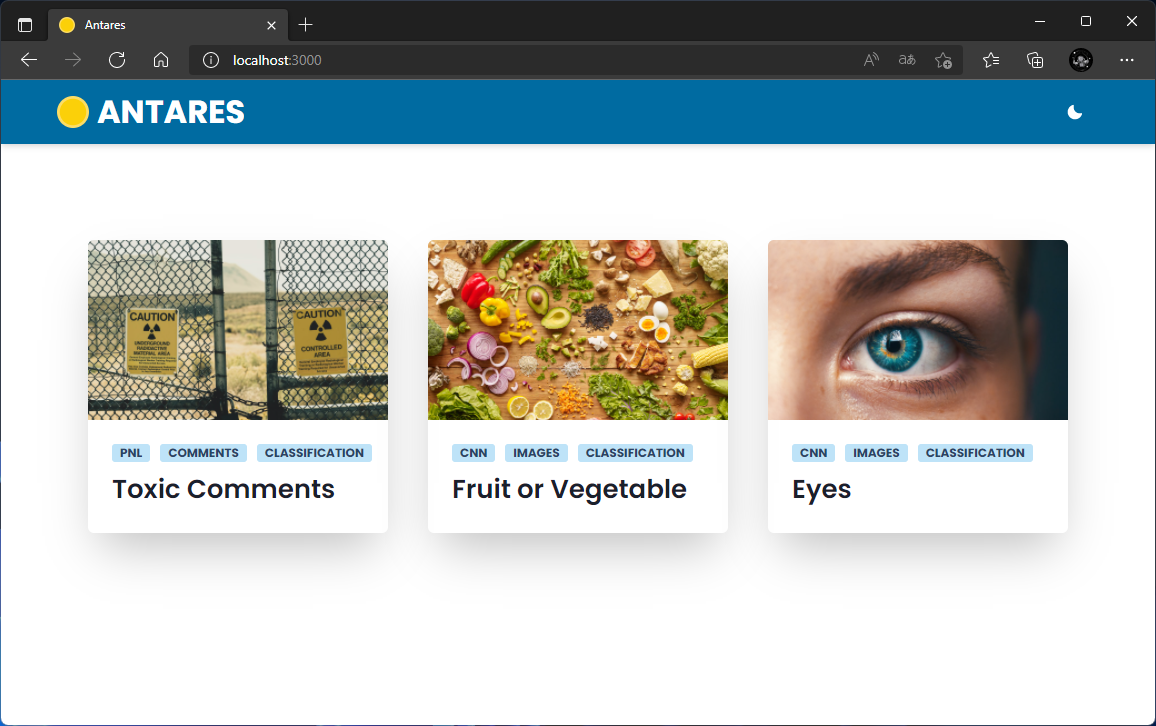 Antares
localhost:3000
ANTARES
CAUTION
UNDERGROUND
RADIOACTIVE
MATERIAL AREA
CAUTION
CONTROLLED
AREA
PNL COMMENTS CLASSIFICATION
Toxic Comments
CNN IMAGES CLASSIFICATION
Fruit or Vegetable
CNN IMAGES CLASSIFICATION
Eyes